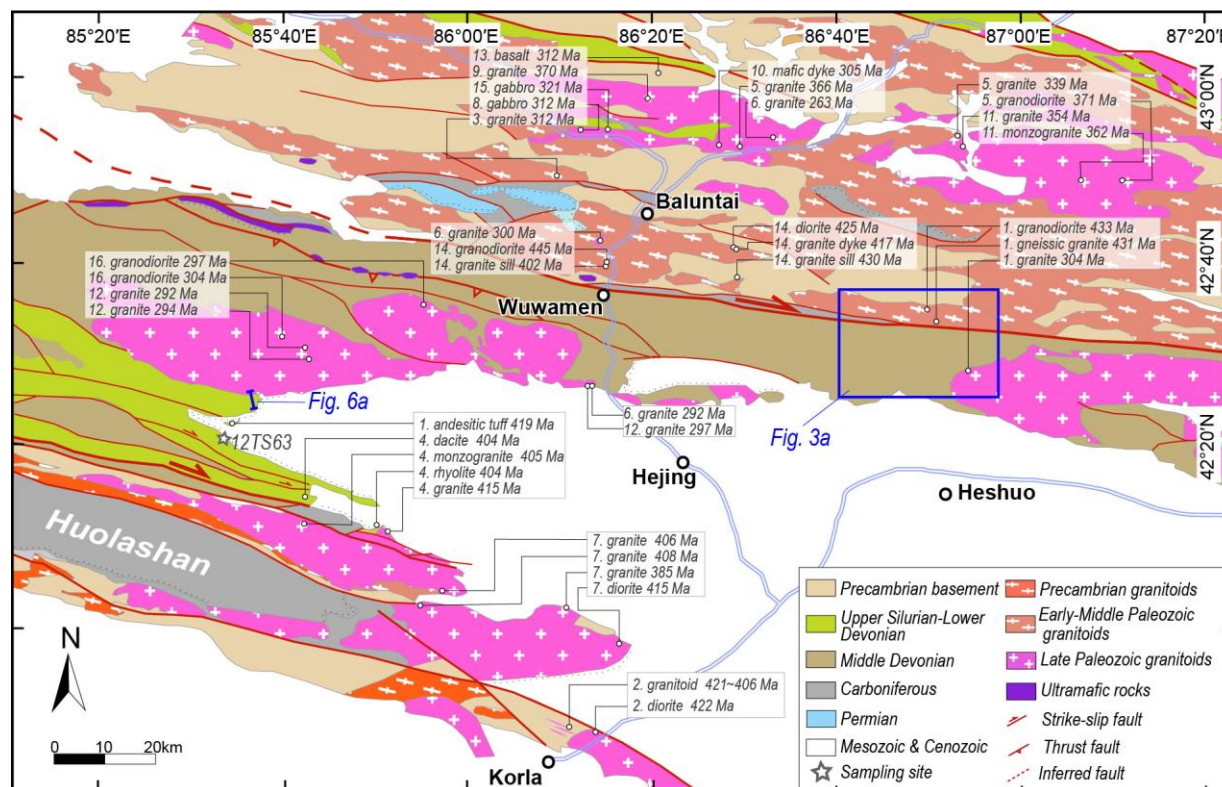 85°20'E 85°40'E 86°00'E 86°20'E 86°40'E 87°00'E 87°20'
43°00'N
42°40'N
42°20'N
13. basalt 312 Ma
9. granite 370 Ma
15. gabbro 321 Ma
8. gabbro 312 Ma
3. granite 312 Ma
10. mafic dyke 305 Ma
5. granite 366 Ma
6. granite 263 Ma
5. granite 339 Ma
5. granodiorite 371 Ma
11. granite 354 Ma
11. monzogranite 362 Ma
Baluntai
6. granite 300 Ma
14. granodiorite 445 Ma
14. granite sill 402 Ma
14. diorite 425 Ma
14. granite dyke 417 Ma
14. granite sill 430 Ma
1. granodiorite 433 Ma
1. gneissic granite 431 Ma
1. granite 304 Ma
16. granodiorite 297 Ma
16. granodiorite 304 Ma
12. granite 292 Ma
12. granite 294 Ma
Wuwamen
Fig. 6a
Fig. 3a
6. granite 292 Ma
12. granite 297 Ma
12TS63
1. andesitic tuff 419 Ma
4. dacite 404 Ma
4. monzogranite 405 Ma
4. rhyolite 404 Ma
4. granite 415 Ma
Hejing
Heshuo
Huolashan
7. granite 406 Ma
7. granite 408 Ma
7. granite 385 Ma
7. diorite 415 Ma
2. granitoid 421~406 Ma
2. diorite 422 Ma
Korla
N
0 10 20km
Precambrian basement
Upper Silurian-Lower
Devonian
Middle Devonian
Carboniferous
Permian
Mesozoic & Cenozoic
Sampling site
Precambrian granitoids
Early-Middle Paleozoic
granitoids
Late Paleozoic granitoids
Ultramafic rocks
Strike-slip fault
Thrust fault
Inferred fault